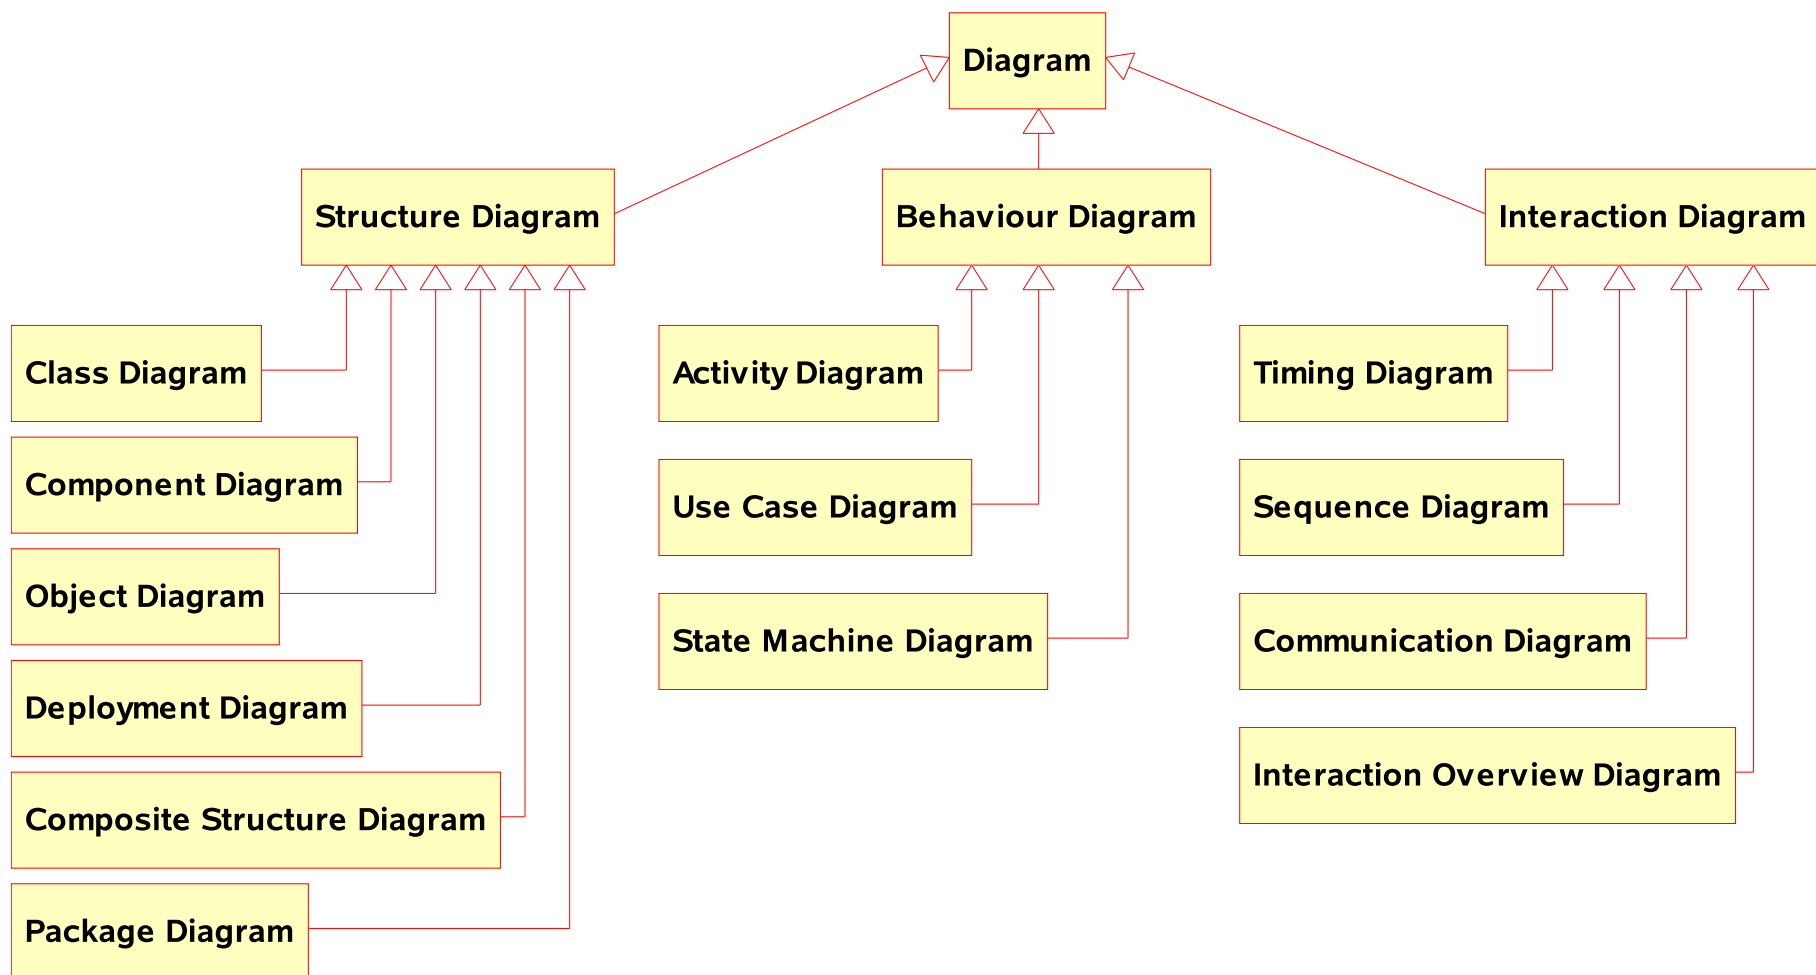 Diagram
Structure Diagram
Behaviour Diagram
Interaction Diagram
Class Diagram
Component Diagram
Object Diagram
Deployment Diagram
Composite Structure Diagram
Package Diagram
Activity Diagram
Use Case Diagram
State Machine Diagram
Timing Diagram
Sequence Diagram
Communication Diagram
Interaction Overview Diagram